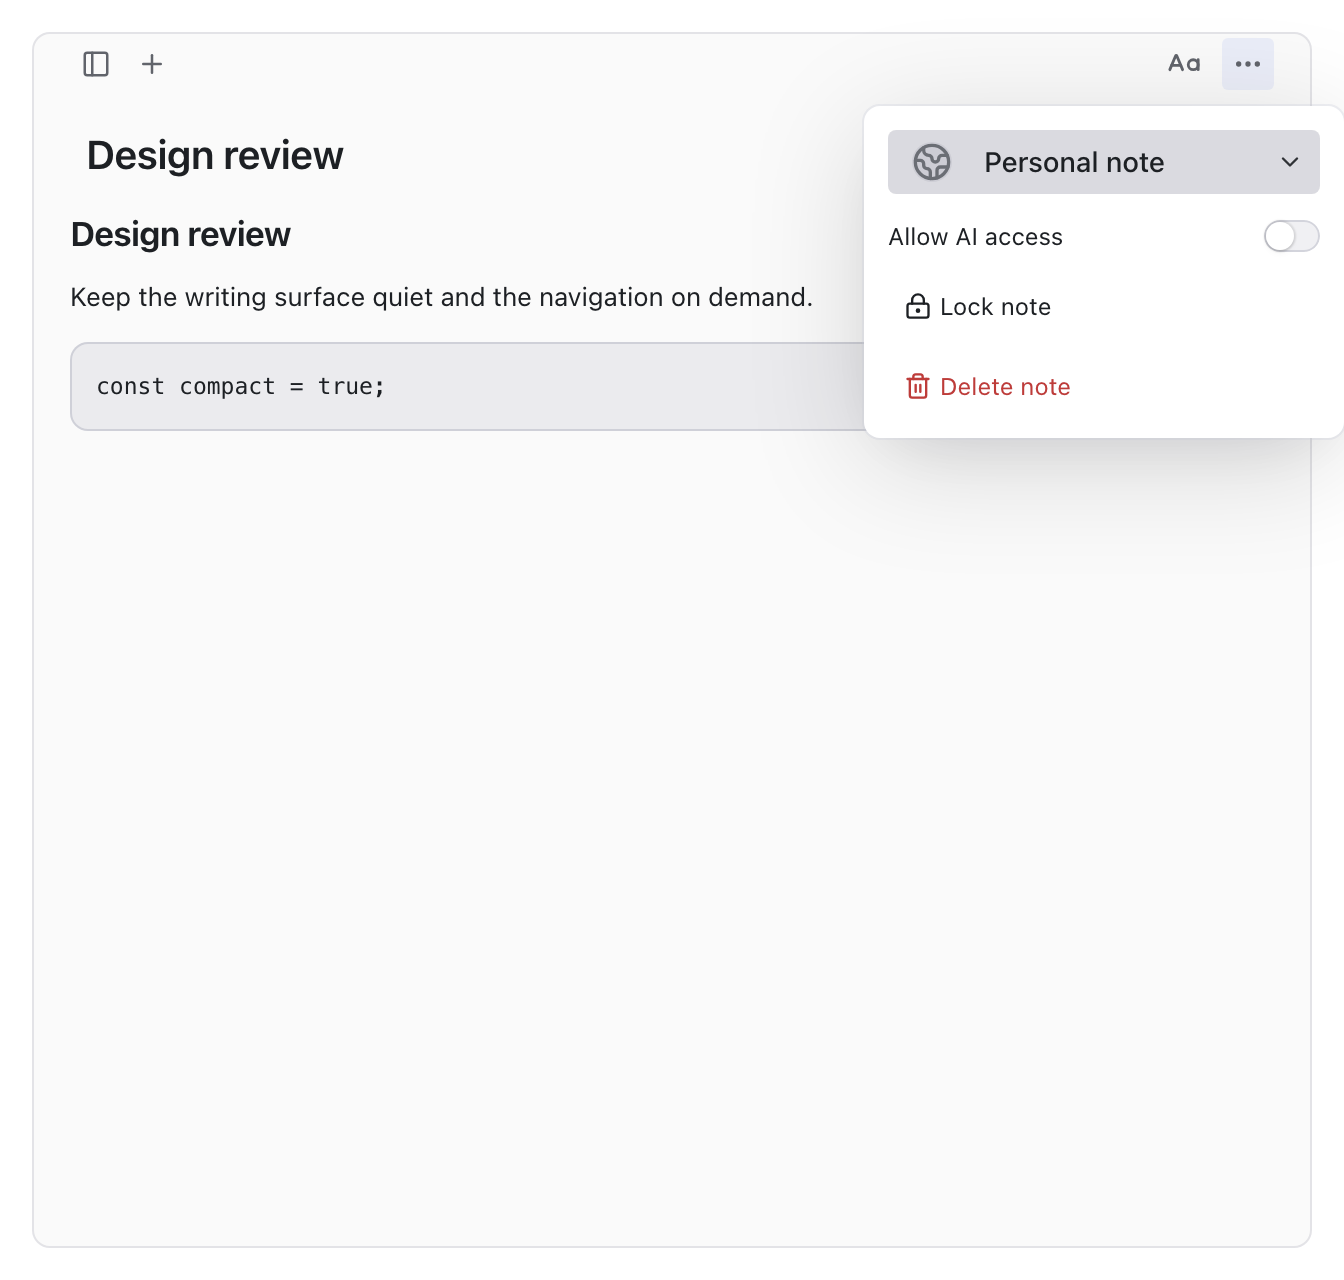 Aa
Design review
Design review
Keep the writing surface quiet and the navigation on demand.
const compact = true;
Personal note
Allow AI access
Lock note
Delete note